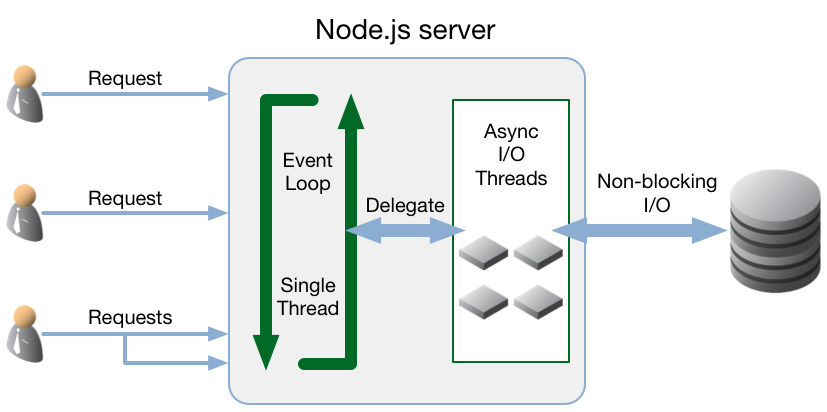 Node.js server
Request
Request
Requests
Event
Loop
Single
Thread
Delegate
Async
I/O
Threads
Non-blocking
I/O